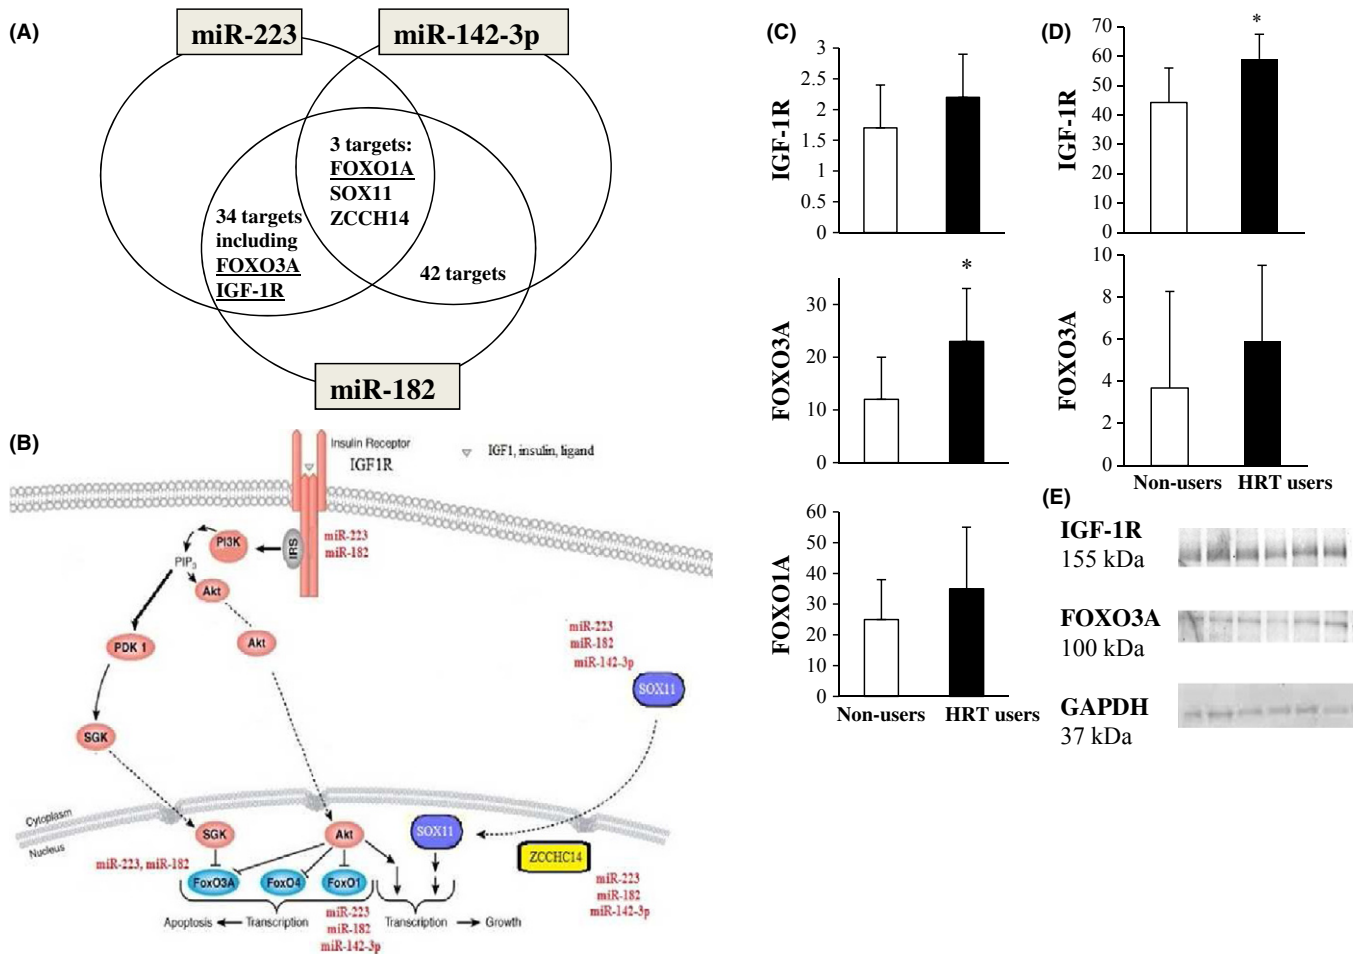 (A)
miR-223
miR-142-3p
3 targets:
FOXO1A
SOX11
ZCCH14
34 targets
including
FOXO3A
IGF-1R
42 targets
miR-182
(B)
Insulin Receptor
IGF1R
IGF1, insulin, ligand
miR-223
miR-182
IRS
PI3K
PIP3
Akt
Akt
PDK 1
SGK
miR-223
miR-182
miR-142-3p
SOX11
Cytoplasm
Nucleus
SGK
Akt
SOX11
ZCCHC14
miR-223, miR-182
FoxO3A
FoxO4
FoxO1
miR-223
miR-182
miR-142-3p
Apoptosis
Transcription
Transcription
Growth
miR-223
miR-182
miR-142-3p
(C)
IGF-1R
3
2.5
2
1.5
1
0.5
0
*
FOXO3A
30
20
10
0
FOXO1A
60
50
40
30
20
10
0
Non-users
HRT users
(D)
*
IGF-1R
70
60
50
40
30
20
10
0
FOXO3A
10
8
6
4
2
0
Non-users
HRT users
(E)
IGF-1R
155 kDa
FOXO3A
100 kDa
GAPDH
37 kDa